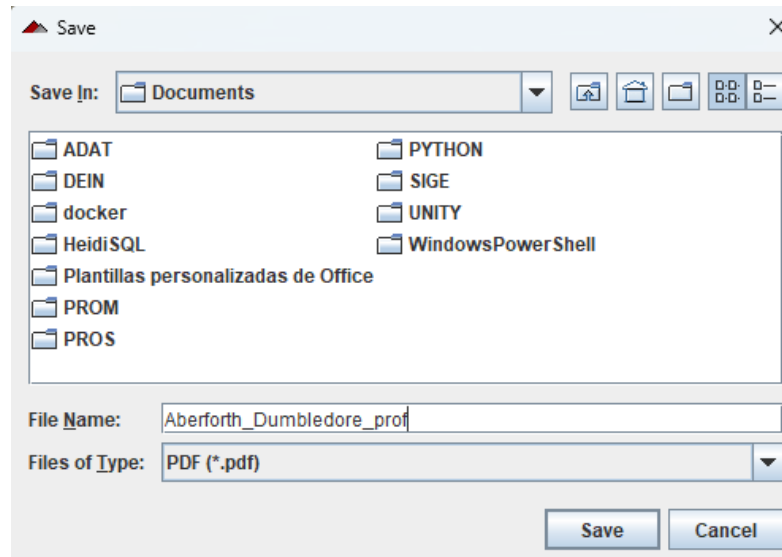 Save
Save In: Documents
ADAT
DEIN
docker
HeidiSQL
Plantillas personalizadas de Office
PROM
PROS
PYTHON
SIGE
UNITY
WindowsPowerShell
File Name: Aberforth_Dumbledore_prof
Files of Type: PDF (*.pdf)
Save Cancel